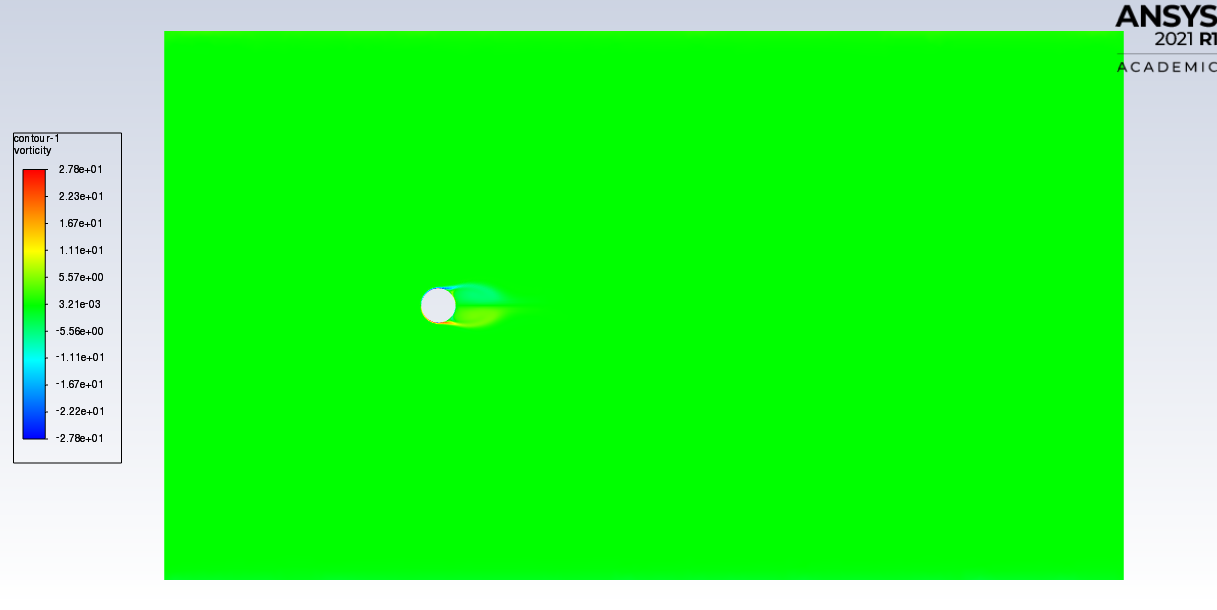 ANSYS
2021 R1
ACADEMIC
contour-1
vorticity
2.78e+01
2.23e+01
1.67e+01
1.11e+01
5.57e+00
3.21e-03
-5.56e+00
-1.11e+01
-1.67e+01
-2.22e+01
-2.78e+01